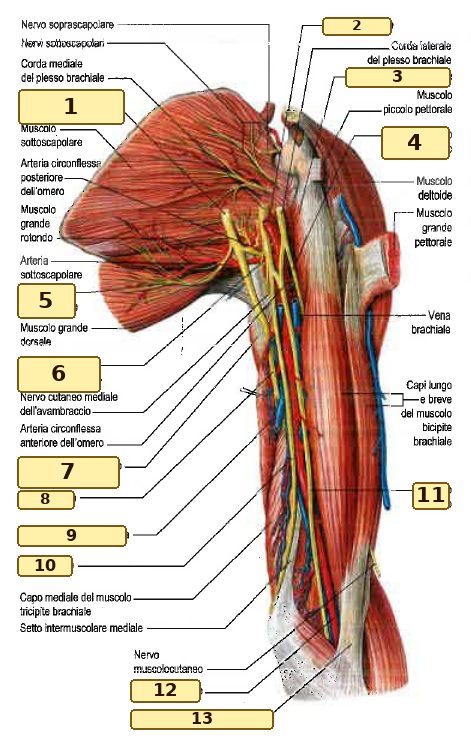 Nervo soprascapolare
Nervi sottoscapolari
Corda mediale
del plesso brachiale
1
Muscolo
sottoscapolare
Arteria circonflessa
posteriore
dell'omero
Muscolo
grande
rotondo
Arteria
sottoscapolare
5
Muscolo grande
dorsale
6
Nervo cutaneo mediale
dell'avambraccio
Arteria circonflessa
anteriore dell'omero
7
8
9
10
Capo mediale del muscolo
tricipite brachiale
Setto intermuscolare mediale
Nervo
muscolocutaneo
12
13
2
Corda laterale
del plesso brachiale
3
Muscolo
piccolo pettorale
4
Muscolo
deltoide
Muscolo
grande
pettorale
Vena
brachiale
Capi lungo
e breve
del muscolo
bicipite
brachiale
11